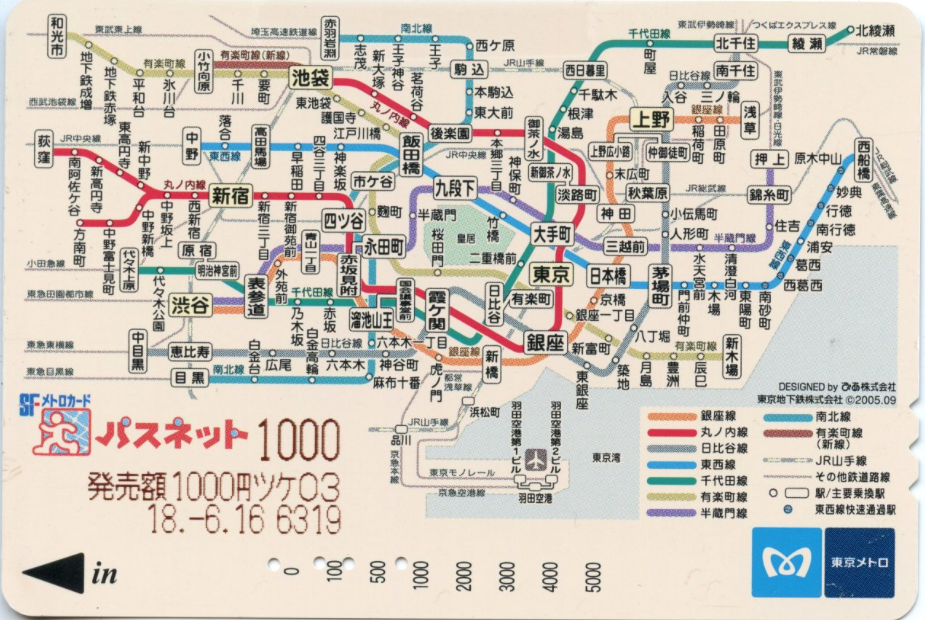 和光市
東武東上線
埼玉高速鉄道線
赤羽岩淵
南北線
志茂
王子神谷
王子
西ケ原
東武伊勢崎線
つくばエクスプレス線
千代田線
北千住
綾瀬
北綾瀬
JR常磐線
町屋
有楽町線(新線)
小竹向原
千川
要町
池袋
新大塚
茗荷谷
駒込
JR山手線
西日暮里
南千住
日比谷線
入谷
三ノ輪
東武伊勢崎線・日光線
地下鉄成増
地下鉄赤塚
有楽町線
平和台
氷川台
西武池袋線
東池袋
護国寺
江戸川橋
丸ノ内線
後楽園
本駒込
東大前
千駄木
根津
湯島
上野
銀座線
稲荷町
田原町
浅草
荻窪
JR中央線
東高円寺
新中野
中野
落合
東西線
高田馬場
早稲田
四谷三丁目
神楽坂
飯田橋
JR中央線
本郷三丁目
御茶ノ水
新御茶ノ水
上野広小路
仲御徒町
末広町
秋葉原
JR総武線
押上
錦糸町
原木中山
西船橋
南阿佐ケ谷
新高円寺
丸ノ内線
新宿
西新宿
中野坂上
中野新橋
中野富士見町
方南町
新宿三丁目
新宿御苑前
四ツ谷
市ケ谷
麹町
九段下
半蔵門
神保町
淡路町
神田
小伝馬町
人形町
竹橋
皇居
桜田門
二重橋前
大手町
三越前
半蔵門線
住吉
妙典
行徳
南行徳
浦安
葛西
西葛西
小田急線
代々木上原
代々木公園
原宿
明治神宮前
表参道
外苑前
青山一丁目
赤坂見附
永田町
国会議事堂前
霞ケ関
日比谷
有楽町
東京
日本橋
京橋
銀座一丁目
茅場町
水天宮前
清澄白河
門前仲町
木場
東陽町
南砂町
東西線
東急田園都市線
渋谷
千代田線
乃木坂
赤坂
溜池山王
東急東横線
中目黒
恵比寿
白金台
広尾
白金高輪
日比谷線
六本木
六本木一丁目
神谷町
銀座線
虎ノ門
新橋
銀座
新富町
八丁堀
有楽町線
新木場
東急目黒線
目黒
南北線
麻布十番
都営浅草線
東銀座
築地
月島
豊洲
辰巳
浜松町
JR山手線
品川
京急本線
東京モノレール
京急空港線
羽田空港第1ビル
羽田空港第2ビル
羽田空港
東京湾
DESIGNED by ぴあ株式会社
東京地下鉄株式会社 ©2005.09
SFメトロカード
パスネット 1000
発売額1000円ツケ03
18.-6.16 6319
銀座線
丸ノ内線
日比谷線
東西線
千代田線
有楽町線
半蔵門線
南北線
有楽町線
(新線)
JR山手線
その他鉄道路線
駅/主要乗換駅
東西線快速通過駅
in
0 100 500 1000 2000 3000 4000 5000
東京メトロ